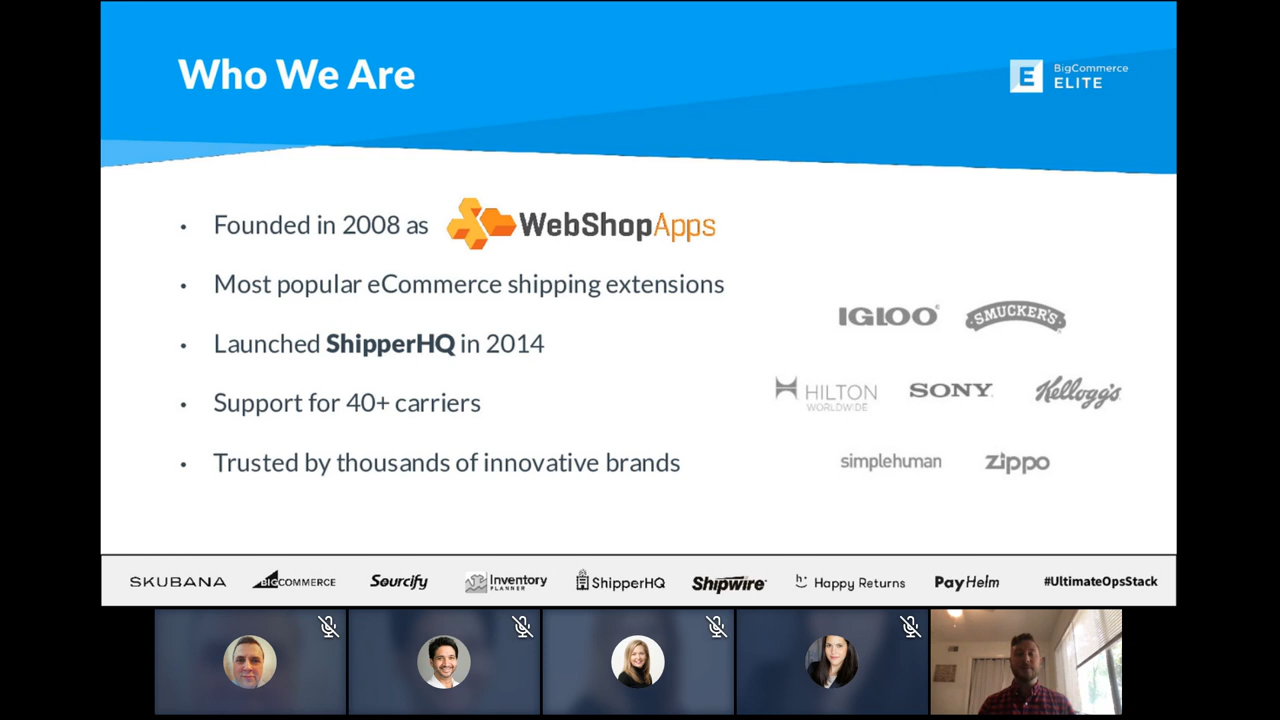 Who We Are
BigCommerce
ELITE
• Founded in 2008 as WebShopApps
• Most popular eCommerce shipping extensions
• Launched ShipperHQ in 2014
• Support for 40+ carriers
• Trusted by thousands of innovative brands
IGLOO SMUCKER'S
HILTON
WORLDWIDE
SONY Kellogg's
simplehuman zippo
SKUBANA BIGCOMMERCE Sourcify Inventory PLANNER ShipperHQ Shipwire Happy Returns PayHelm #UltimateOpsStack